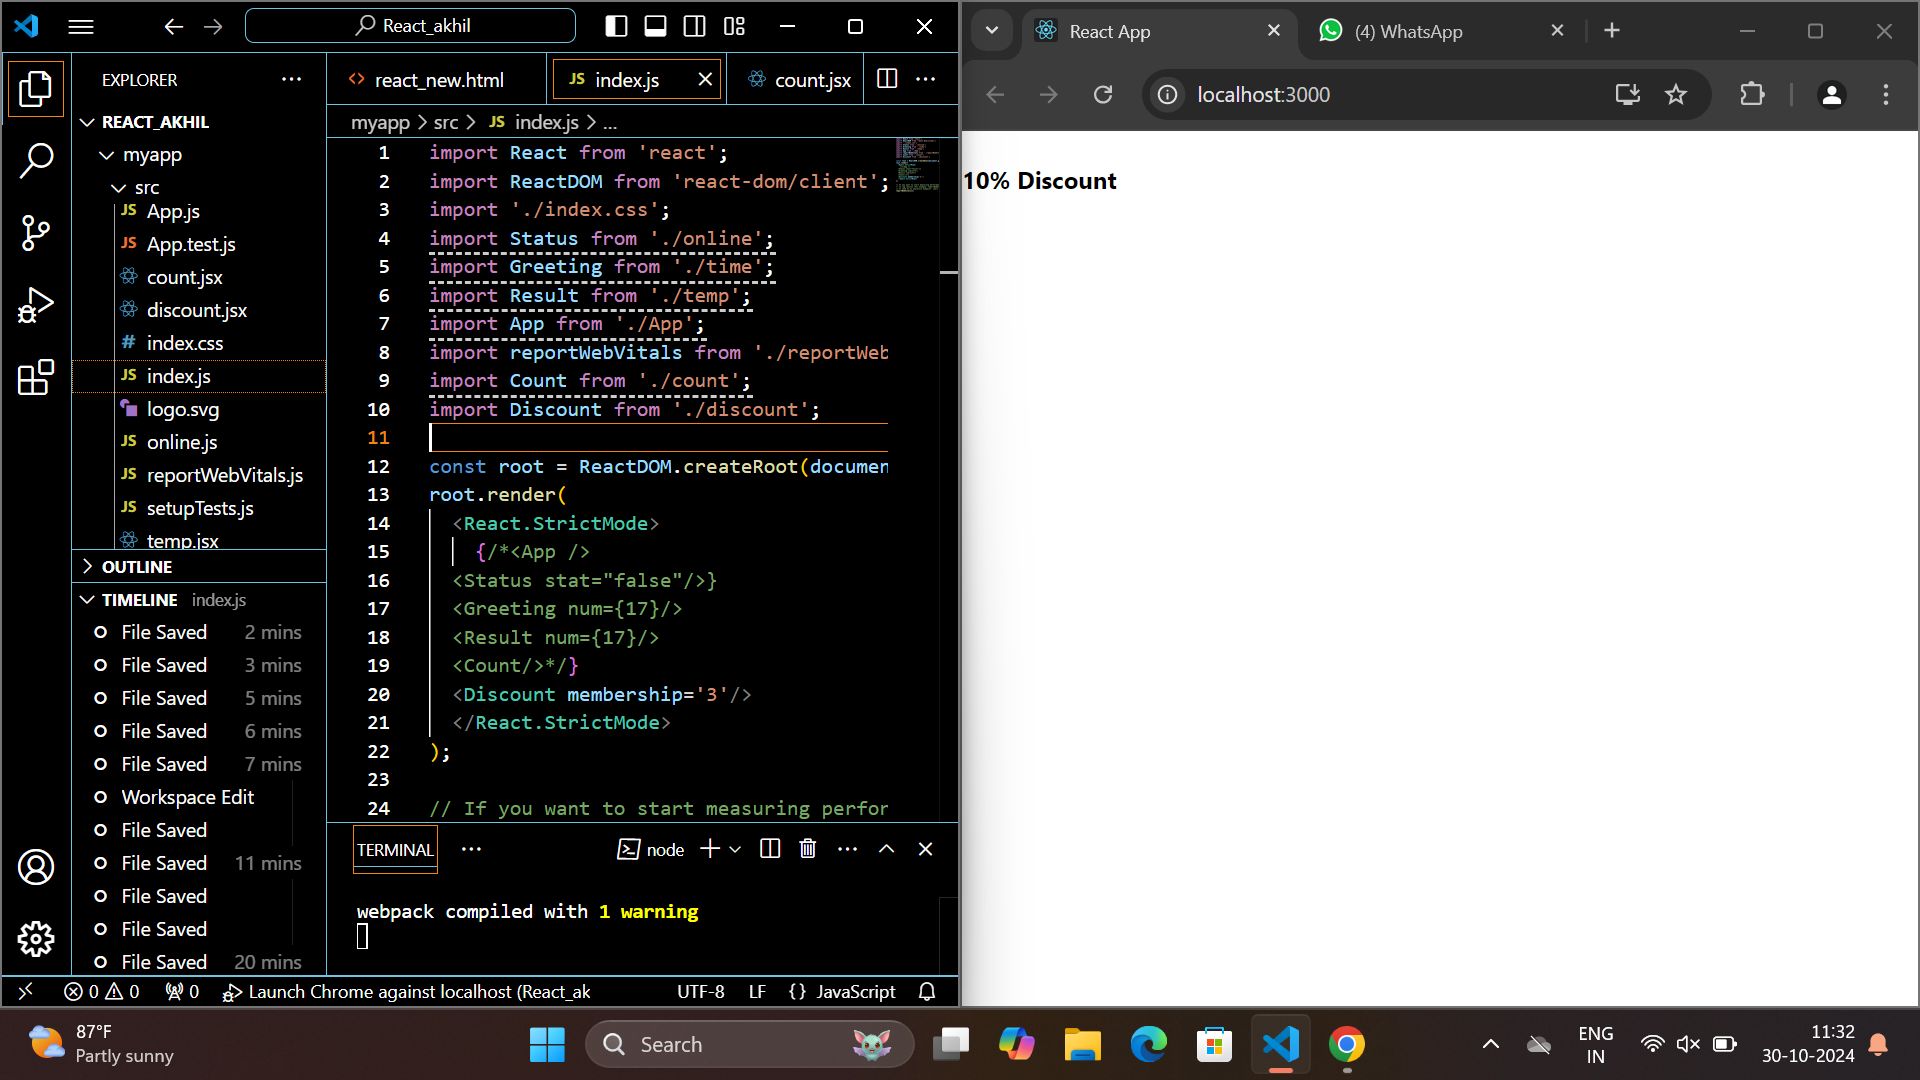 React_akhil
EXPLORER
REACT_AKHIL
myapp
src
JS App.js
JS App.test.js
count.jsx
discount.jsx
# index.css
JS index.js
logo.svg
JS online.js
JS reportWebVitals.js
JS setupTests.js
temp.jsx
OUTLINE
TIMELINE index.js
File Saved 2 mins
File Saved 3 mins
File Saved 5 mins
File Saved 6 mins
File Saved 7 mins
Workspace Edit
File Saved
File Saved 11 mins
File Saved
File Saved
File Saved 20 mins
<> react_new.html
JS index.js
count.jsx
myapp > src > JS index.js > ...
1 import React from 'react';
2 import ReactDOM from 'react-dom/client';
3 import './index.css';
4 import Status from './online';
5 import Greeting from './time';
6 import Result from './temp';
7 import App from './App';
8 import reportWebVitals from './reportWeb
9 import Count from './count';
10 import Discount from './discount';
11
12 const root = ReactDOM.createRoot(documen
13 root.render(
14 <React.StrictMode>
15 {/*<App />
16 <Status stat="false"/>}
17 <Greeting num={17}/>
18 <Result num={17}/>
19 <Count/>*/}
20 <Discount membership='3'/>
21 </React.StrictMode>
22 );
23
24 // If you want to start measuring perfor
TERMINAL
node
webpack compiled with 1 warning
0 0 0 Launch Chrome against localhost (React_ak UTF-8 LF {} JavaScript
React App
(4) WhatsApp
localhost:3000
10% Discount
87°F
Partly sunny
Search
ENG
IN
11:32
30-10-2024